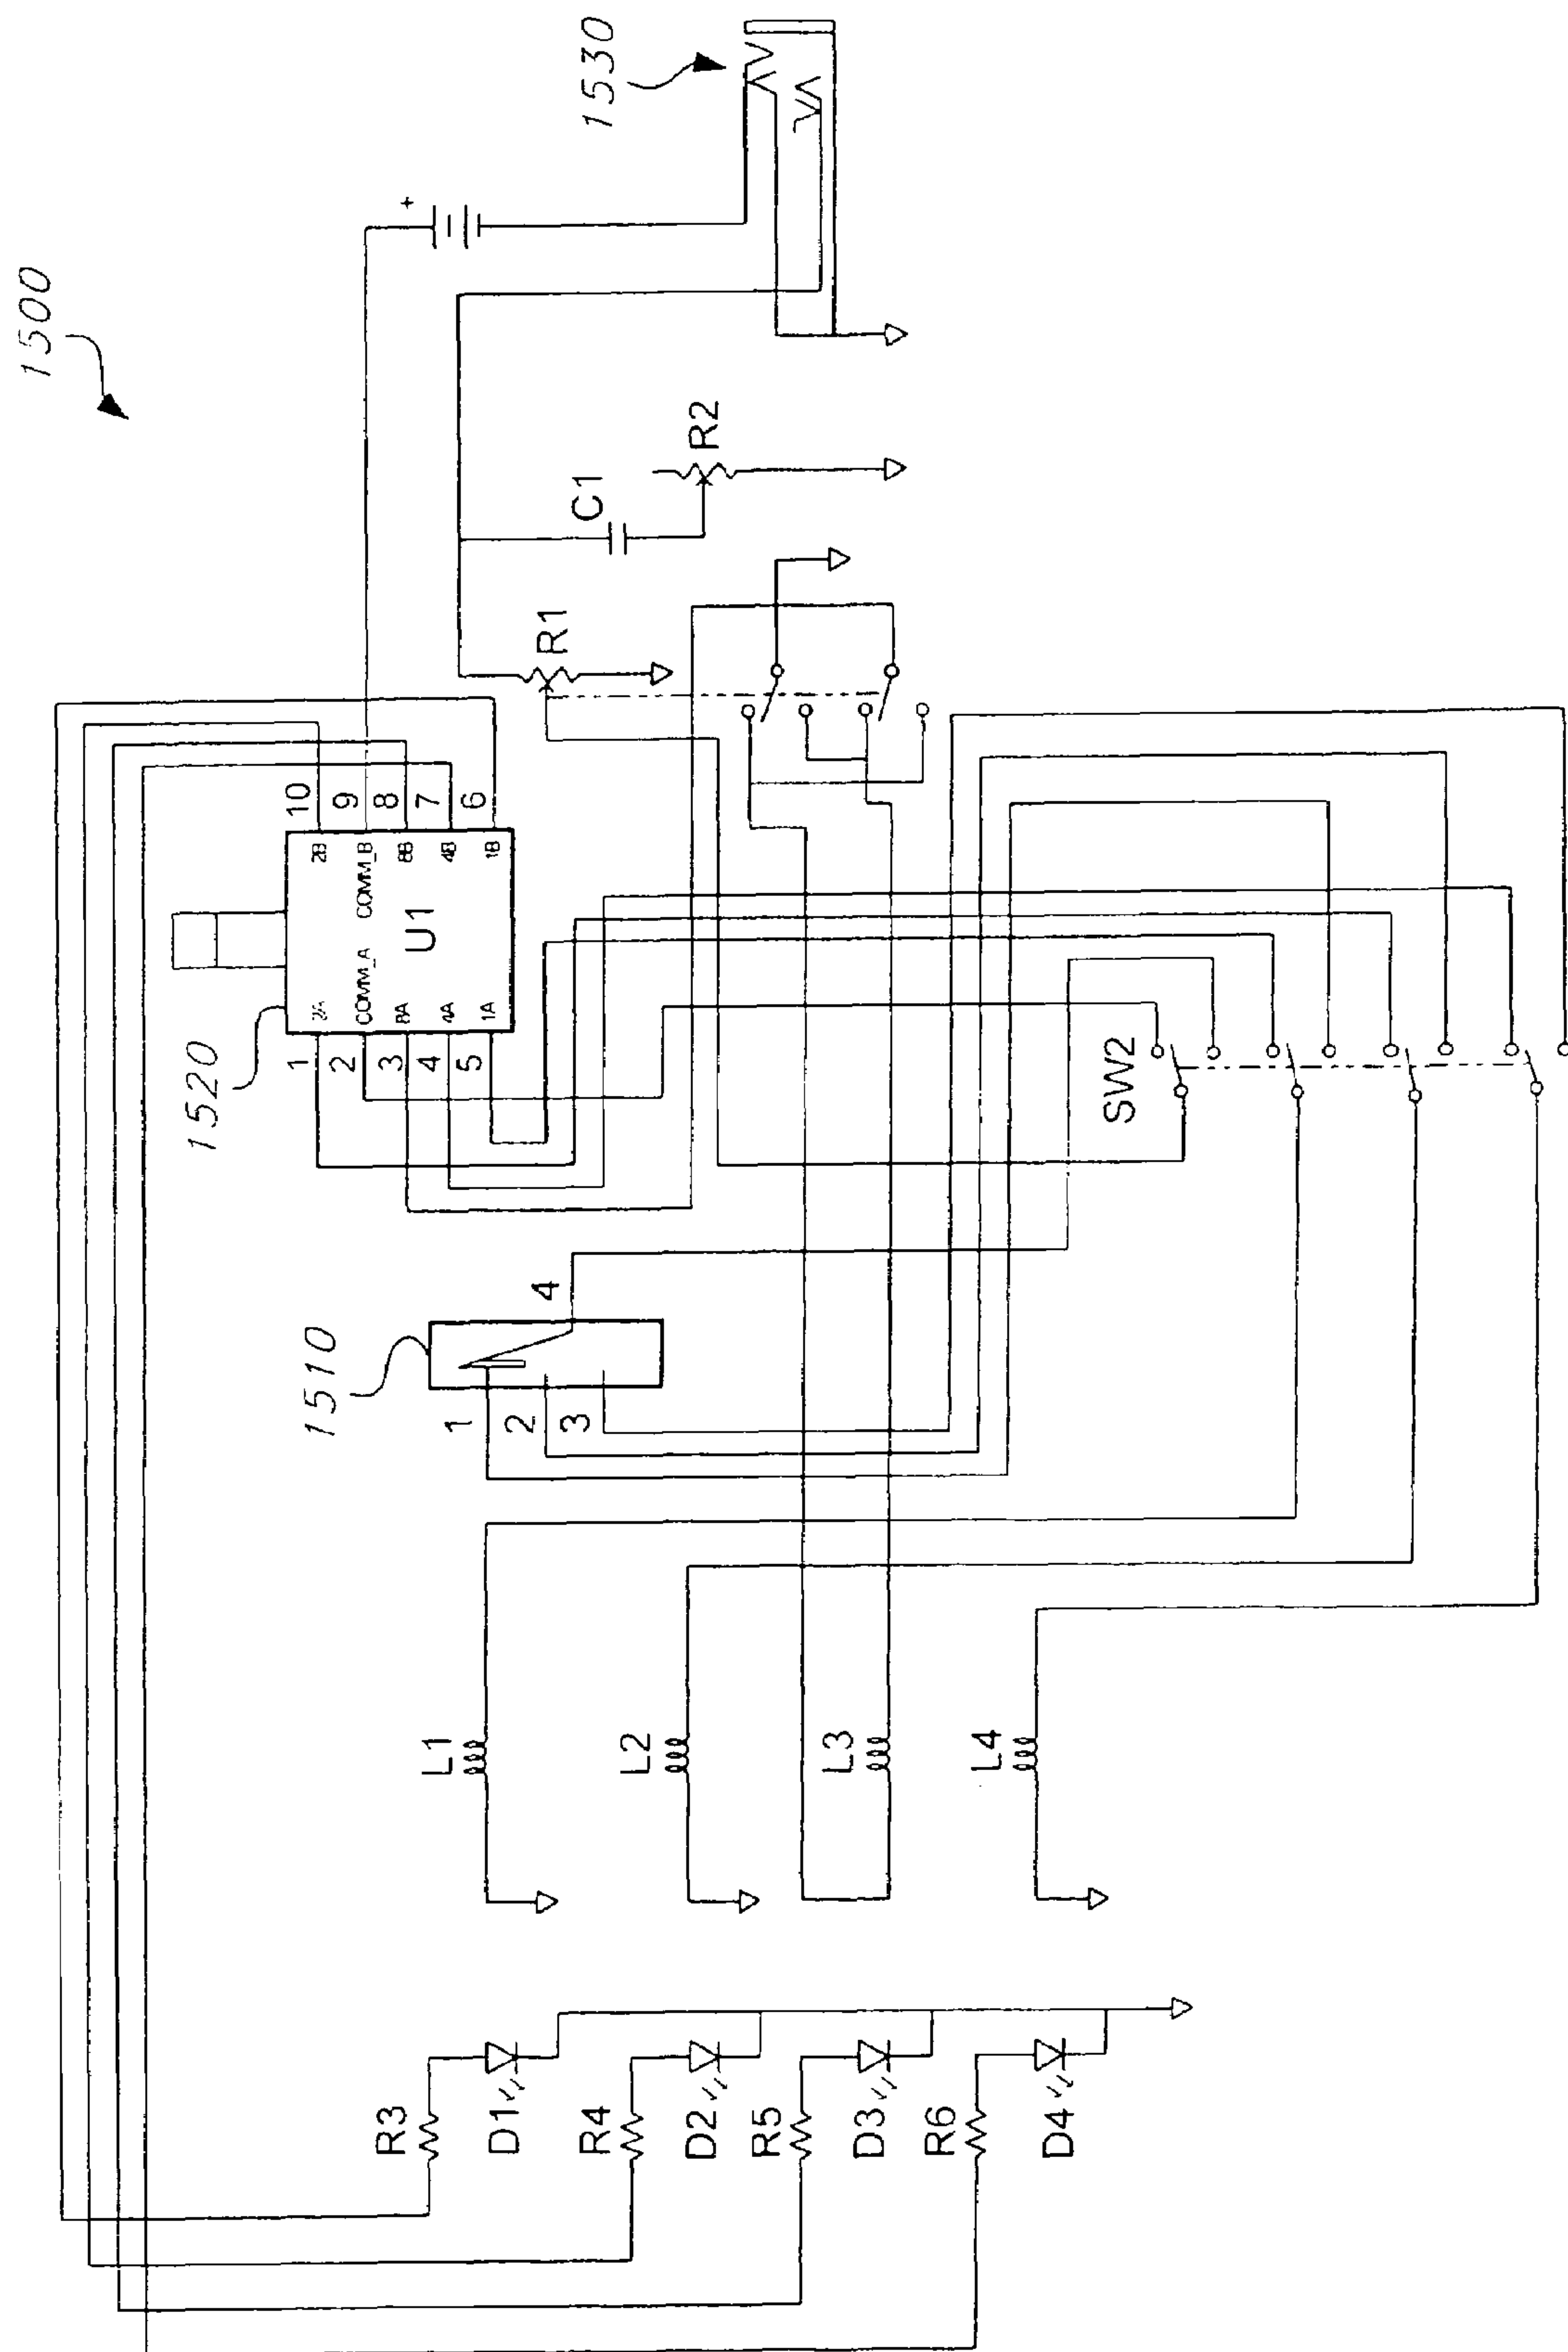 1500
1530
+
C1
R2
R1
10
9
8
7
6
2B
COMM_B
8B
4B
1B
U1
2A
COMM_A
8A
4A
1A
1520
1
2
3
4
5
SW2
1510
4
1
2
3
L1
L2
L3
L4
R3
D1
R4
D2
R5
D3
R6
D4